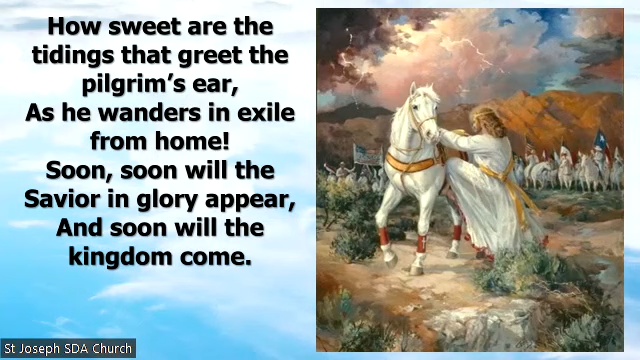 How sweet are the
tidings that greet the
pilgrim’s ear,
As he wanders in exile
from home!
Soon, soon will the
Savior in glory appear,
And soon will the
kingdom come.
St Joseph SDA Church